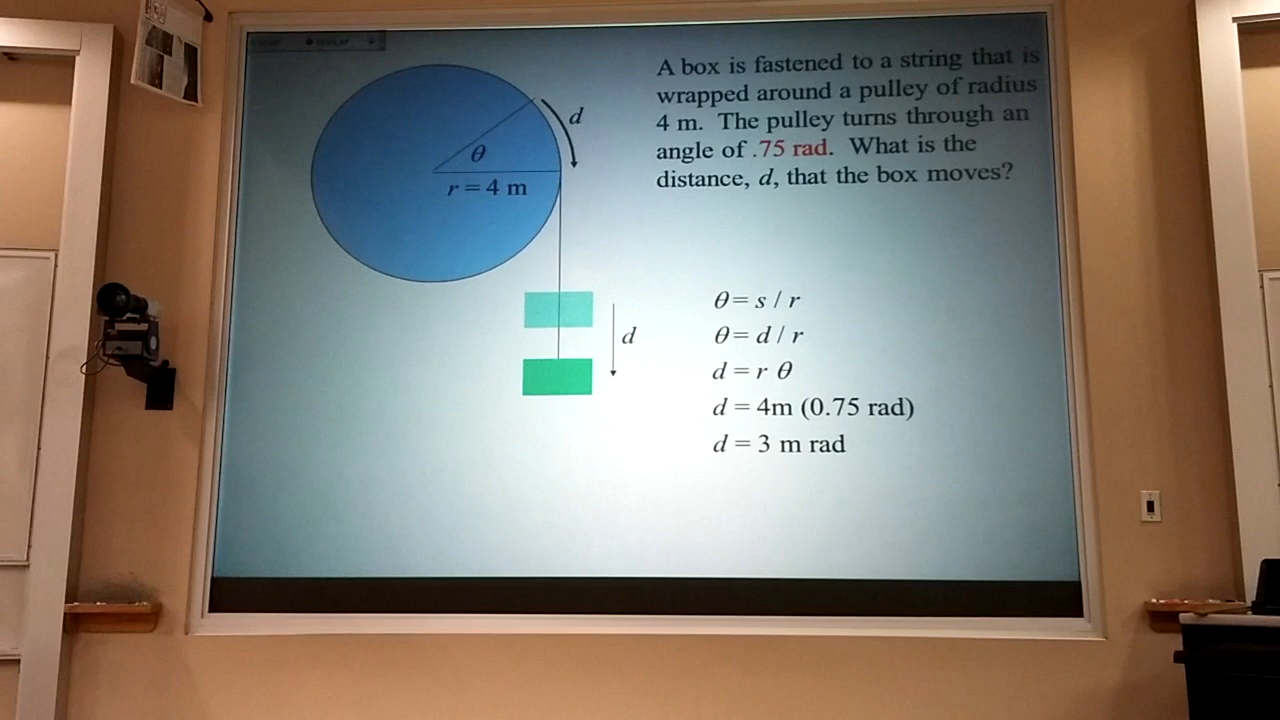 A box is fastened to a string that is
wrapped around a pulley of radius
4 m. The pulley turns through an
angle of .75 rad. What is the
distance, d, that the box moves?
d
θ
r = 4 m
d
θ = s / r
θ = d / r
d = r θ
d = 4m (0.75 rad)
d = 3 m rad